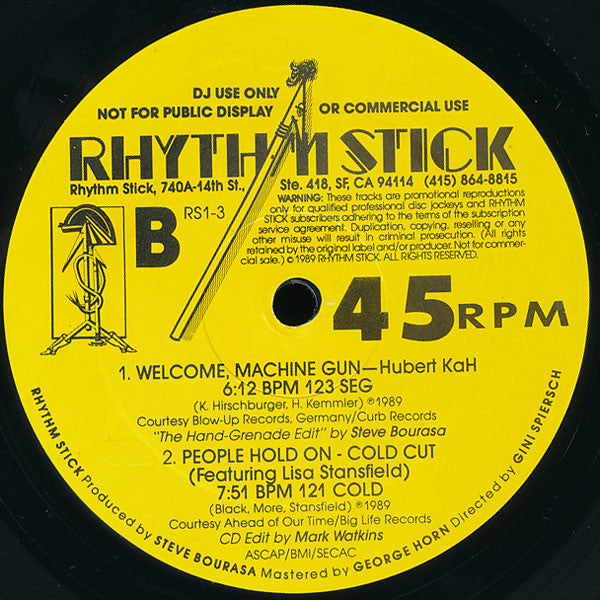 DJ USE ONLY
NOT FOR PUBLIC DISPLAY OR COMMERCIAL USE
RHYTHM STICK
Rhythm Stick, 740A-14th St., Ste. 418, SF, CA 94114 (415) 864-8815
WARNING: These tracks are promotional reproductions
only for qualified professional disc jockeys and RHYTHM
STICK subscribers adhering to the terms of the subscription
service agreement. Duplication, copying, reselling or any
other misuse will result in criminal prosecution. (All rights
retained by the original label and/or producer. Not for commer-
cial sale.) © 1989 RHYTHM STICK. ALL RIGHTS RESERVED.
B RS1-3
45 RPM
1. WELCOME, MACHINE GUN—Hubert KaH
6:12 BPM 123 SEG
(K. Hirschburger, H. Kemmler) ℗1989
Courtesy Blow-Up Records, Germany/Curb Records
"The Hand-Grenade Edit" by Steve Bourasa
2. PEOPLE HOLD ON - COLD CUT
(Featuring Lisa Stansfield)
7:51 BPM 121 COLD
(Black, More, Stansfield) ℗1989
Courtesy Ahead of Our Time/Big Life Records
CD Edit by Mark Watkins
ASCAP/BMI/SECAC
RHYTHM STICK Produced by STEVE BOURASA Mastered by GEORGE HORN Directed by GINI SPIERSCH